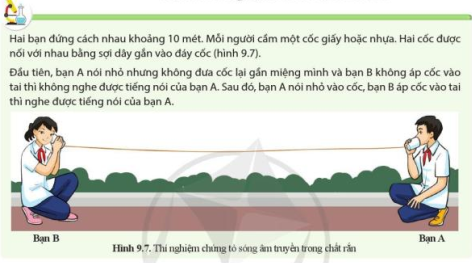 Hai bạn đứng cách nhau khoảng 10 mét. Mỗi người cầm một cốc giấy hoặc nhựa. Hai cốc được
nối với nhau bằng sợi dây gắn vào đáy cốc (hình 9.7).
Đầu tiên, bạn A nói nhỏ nhưng không đưa cốc lại gần miệng mình và bạn B không áp cốc vào
tai thì không nghe được tiếng nói của bạn A. Sau đó, bạn A nói nhỏ vào cốc, bạn B áp cốc vào tai
thì nghe được tiếng nói của bạn A.
Bạn B
Bạn A
Hình 9.7. Thí nghiệm chứng tỏ sóng âm truyền trong chất rắn